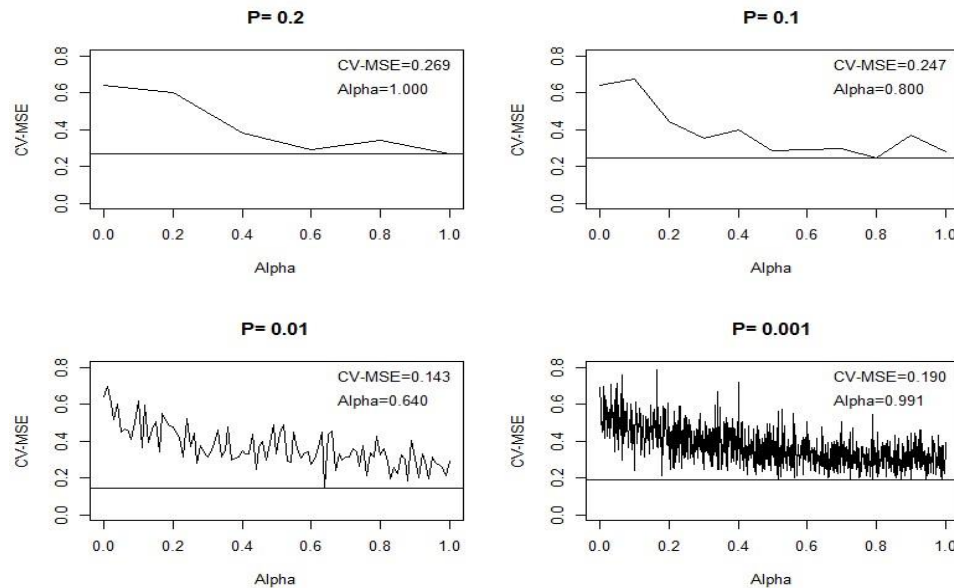 P= 0.2
CV-MSE=0.269
Alpha=1.000
CV-MSE
0.0 0.2 0.4 0.6 0.8
0.0 0.2 0.4 0.6 0.8 1.0
Alpha
P= 0.1
CV-MSE=0.247
Alpha=0.800
CV-MSE
0.0 0.2 0.4 0.6 0.8
0.0 0.2 0.4 0.6 0.8 1.0
Alpha
P= 0.01
CV-MSE=0.143
Alpha=0.640
CV-MSE
0.0 0.2 0.4 0.6 0.8
0.0 0.2 0.4 0.6 0.8 1.0
Alpha
P= 0.001
CV-MSE=0.190
Alpha=0.991
CV-MSE
0.0 0.2 0.4 0.6 0.8
0.0 0.2 0.4 0.6 0.8 1.0
Alpha